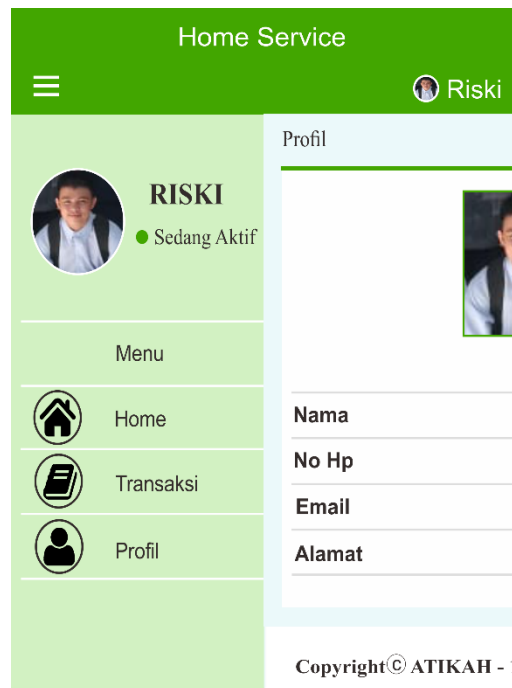 Home Service
Riski
Profil
RISKI
Sedang Aktif
Menu
Home
Transaksi
Profil
Nama
No Hp
Email
Alamat
Copyright© ATIKAH -